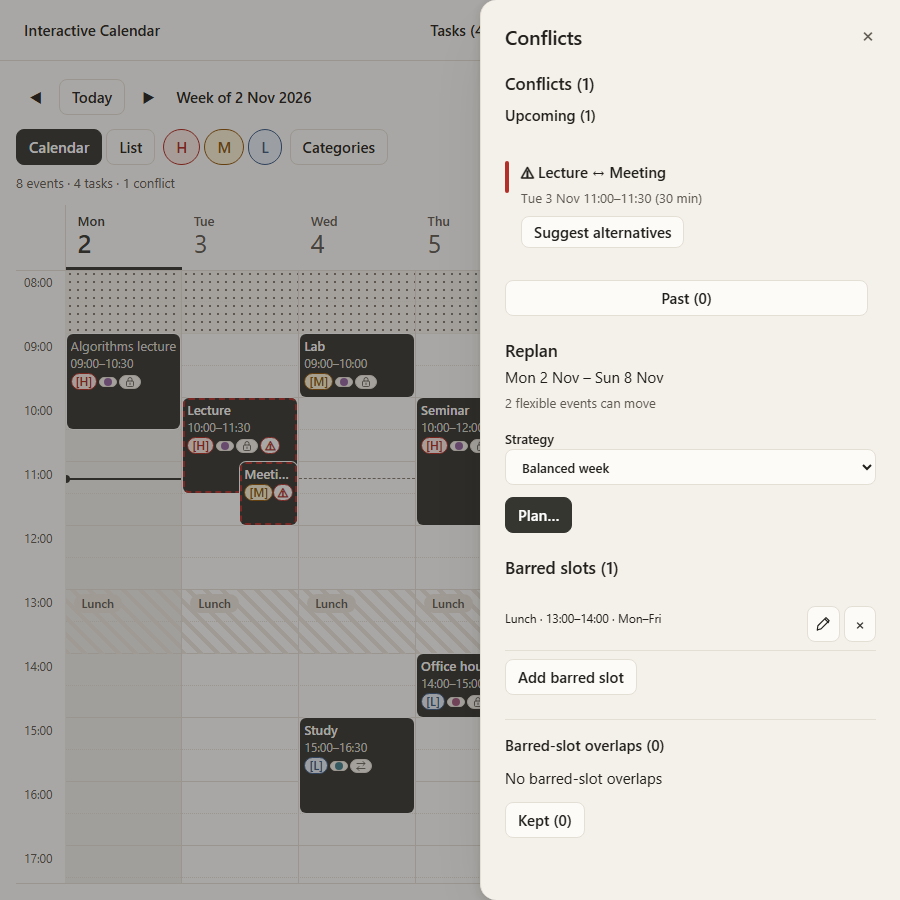 Interactive Calendar
Tasks (4
◀ Today ▶ Week of 2 Nov 2026
Calendar List H M L Categories
8 events · 4 tasks · 1 conflict
Mon Tue Wed Thu
2 3 4 5
08:00
09:00
10:00
11:00
12:00
13:00
14:00
15:00
16:00
17:00
Algorithms lecture
09:00–10:30
[H]
Lecture
10:00–11:30
[H]
Meeti...
[M]
Lab
09:00–10:00
[M]
Seminar
10:00–12:00
[H]
Lunch Lunch Lunch Lunch
Office hou
14:00–15:00
[L]
Study
15:00–16:30
[L]
Conflicts ×
Conflicts (1)
Upcoming (1)
⚠ Lecture ↔ Meeting
Tue 3 Nov 11:00–11:30 (30 min)
Suggest alternatives
Past (0)
Replan
Mon 2 Nov – Sun 8 Nov
2 flexible events can move
Strategy
Balanced week
Plan...
Barred slots (1)
Lunch · 13:00–14:00 · Mon–Fri ×
Add barred slot
Barred-slot overlaps (0)
No barred-slot overlaps
Kept (0)